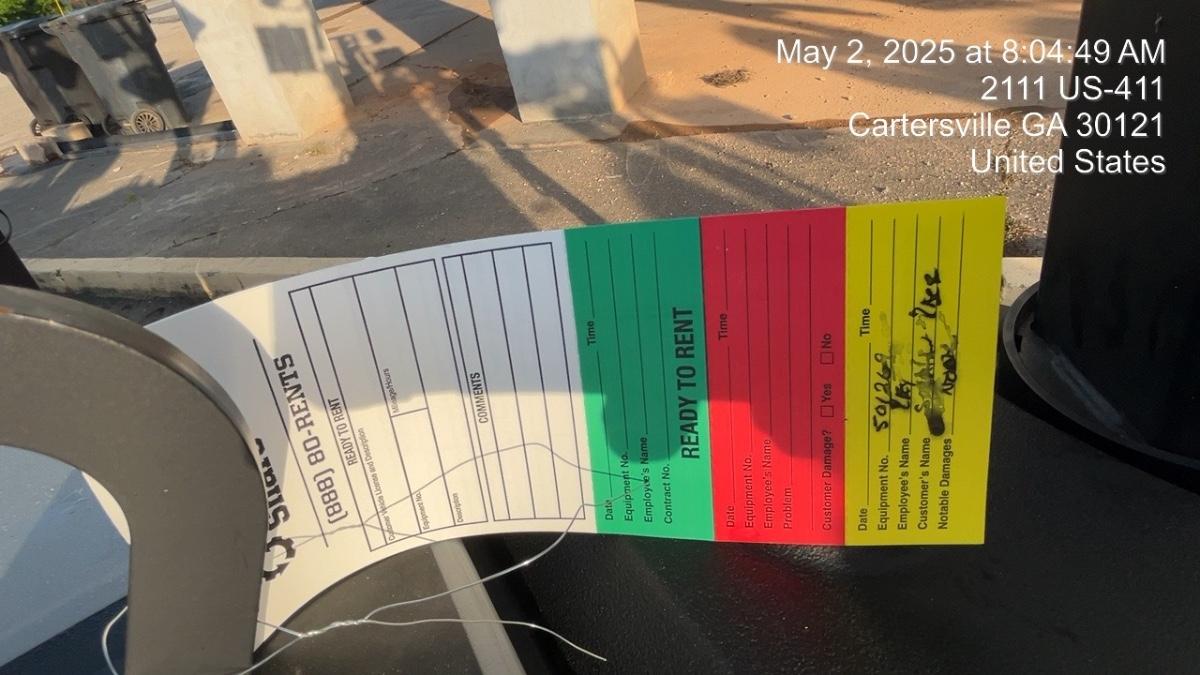 May 2, 2025 at 8:04:49 AM
2111 US-411
Cartersville GA 30121
United States
(888) 80-RENTS
READY TO RENT
Customer Vehicle License and Description
Equipment No.
Mileage/Hours
Description
COMMENTS
Date Time
Equipment No.
Employee's Name
Contract No.
READY TO RENT
Date Time
Equipment No.
Employee's Name
Problem
Customer Damage? Yes No
Date Time
Equipment No. 501269
Employee's Name
Customer's Name
Notable Damages